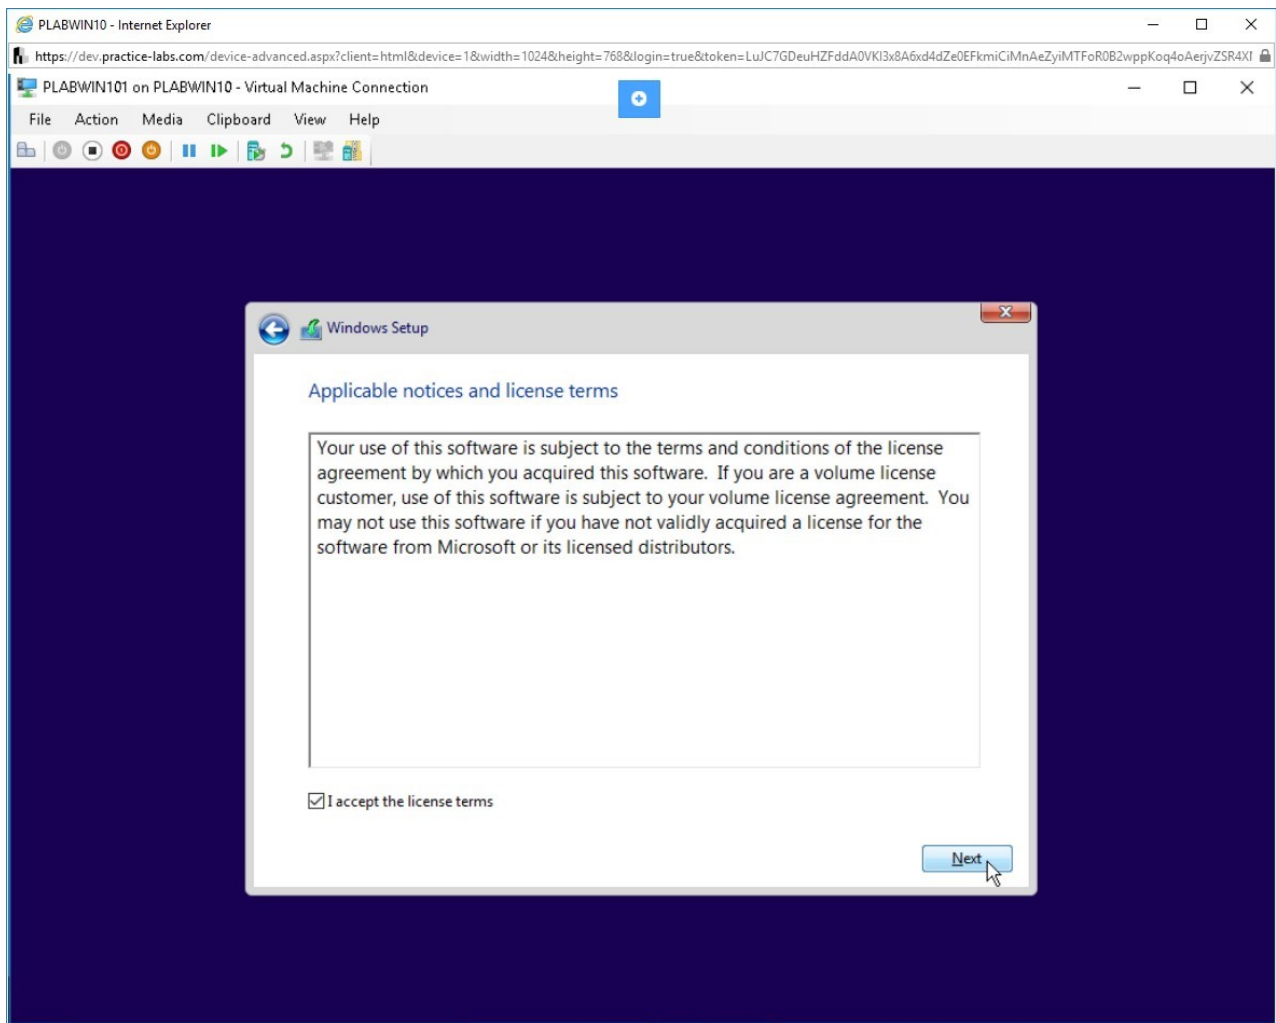 PLABWIN10 - Internet Explorer
https://dev.practice-labs.com/device-advanced.aspx?client=html&device=1&width=1024&height=768&login=true&token=LuJC7GDeuHZFddA0VKI3x8A6xd4dZe0EFkmiCiMnAeZyiMTFoR0B2wppKoq4oAerjvZSR4XI
PLABWIN101 on PLABWIN10 - Virtual Machine Connection
File Action Media Clipboard View Help
Windows Setup
Applicable notices and license terms
Your use of this software is subject to the terms and conditions of the license
agreement by which you acquired this software. If you are a volume license
customer, use of this software is subject to your volume license agreement. You
may not use this software if you have not validly acquired a license for the
software from Microsoft or its licensed distributors.
I accept the license terms
Next